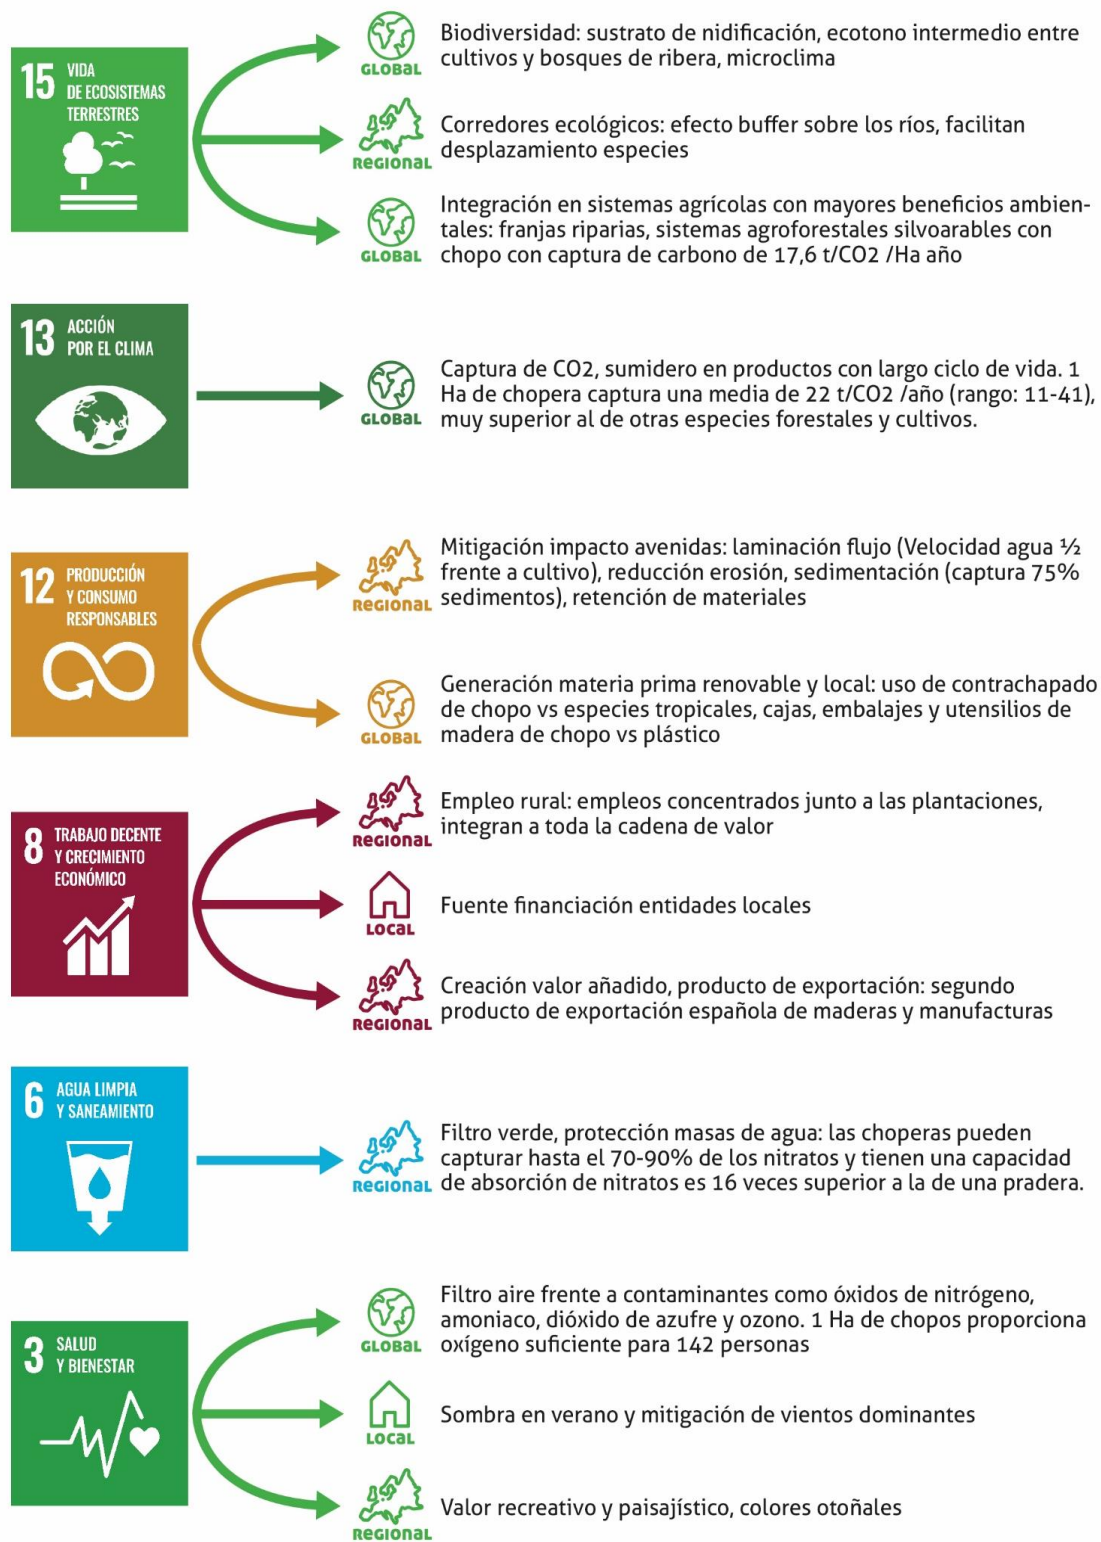 15 VIDA
DE ECOSISTEMAS
TERRESTRES
GLOBAL
Biodiversidad: sustrato de nidificación, ecotono intermedio entre
cultivos y bosques de ribera, microclima
REGIONAL
Corredores ecológicos: efecto buffer sobre los ríos, facilitan
desplazamiento especies
GLOBAL
Integración en sistemas agrícolas con mayores beneficios ambien-
tales: franjas riparias, sistemas agroforestales silvoarables con
chopo con captura de carbono de 17,6 t/CO2 /Ha año
13 ACCIÓN
POR EL CLIMA
GLOBAL
Captura de CO2, sumidero en productos con largo ciclo de vida. 1
Ha de chopera captura una media de 22 t/CO2 /año (rango: 11-41),
muy superior al de otras especies forestales y cultivos.
12 PRODUCCIÓN
Y CONSUMO
RESPONSABLES
REGIONAL
Mitigación impacto avenidas: laminación flujo (Velocidad agua ½
frente a cultivo), reducción erosión, sedimentación (captura 75%
sedimentos), retención de materiales
GLOBAL
Generación materia prima renovable y local: uso de contrachapado
de chopo vs especies tropicales, cajas, embalajes y utensilios de
madera de chopo vs plástico
8 TRABAJO DECENTE
Y CRECIMIENTO
ECONÓMICO
REGIONAL
Empleo rural: empleos concentrados junto a las plantaciones,
integran a toda la cadena de valor
LOCAL
Fuente financiación entidades locales
REGIONAL
Creación valor añadido, producto de exportación: segundo
producto de exportación española de maderas y manufacturas
6 AGUA LIMPIA
Y SANEAMIENTO
REGIONAL
Filtro verde, protección masas de agua: las choperas pueden
capturar hasta el 70-90% de los nitratos y tienen una capacidad
de absorción de nitratos es 16 veces superior a la de una pradera.
3 SALUD
Y BIENESTAR
GLOBAL
Filtro aire frente a contaminantes como óxidos de nitrógeno,
amoniaco, dióxido de azufre y ozono. 1 Ha de chopos proporciona
oxígeno suficiente para 142 personas
LOCAL
Sombra en verano y mitigación de vientos dominantes
REGIONAL
Valor recreativo y paisajístico, colores otoñales